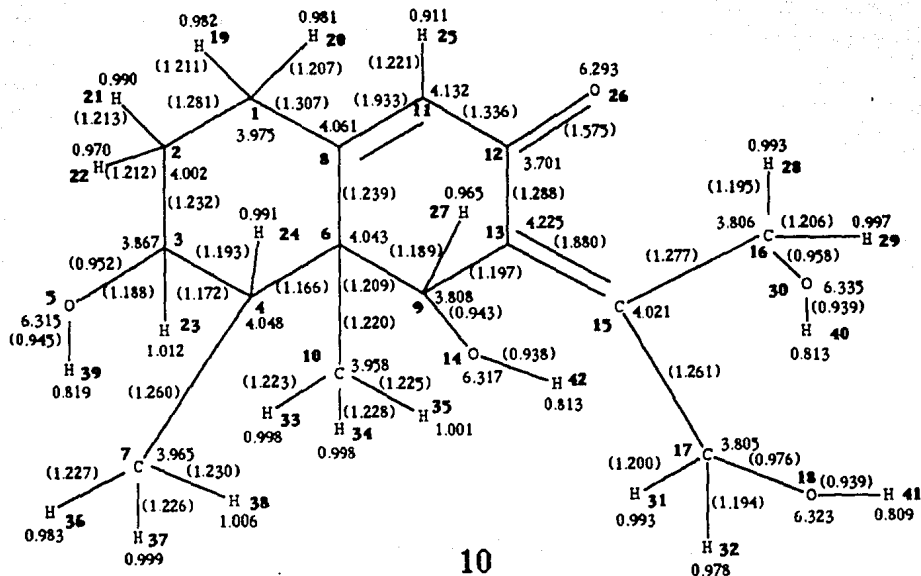 0.982 0.981 0.911
H 19 H 20 H 25
0.990 (1.211) (1.207) (1.221) 6.293
21 H (1.281) (1.307) (1.933) 4.132 (1.336) O 26
(1.213) 1 4.061 11 (1.575) 0.993
0.970 2 3.975 8 12 3.701 H 28
H 22 (1.212) 4.002 (1.239) 0.965 (1.288) (1.195)
(1.232) 0.991 27 H 4.225 3.806 (1.206) 0.997
3.867 H 24 6 4.043 13 (1.880) C H 29
(0.952) 3 (1.193) (1.189) (1.277) 16 (0.958)
5 (1.188) (1.172) (1.166) (1.209) (1.197) O 6.335
O 4 C 3.808 C 30 (0.939)
6.315 H 23 4.048 (1.220) 9 (0.943) 15 4.021 H 40
(0.945) 1.012 10 14 O (0.938) 0.813
H 39 C 3.958 6.317 H 42
0.819 (1.260) (1.223) (1.225) 0.813 (1.261)
H 33 (1.228) H 35
7 3.965 0.998 H 34 1.001 17 3.805
(1.227) C (1.230) 0.998 (1.200) C (0.976) 18 (0.939)
H 36 (1.226) H 38 H 31 (1.194) O H 41
0.983 H 37 1.006 0.993 H 32 6.323 0.809
0.999 0.978
10